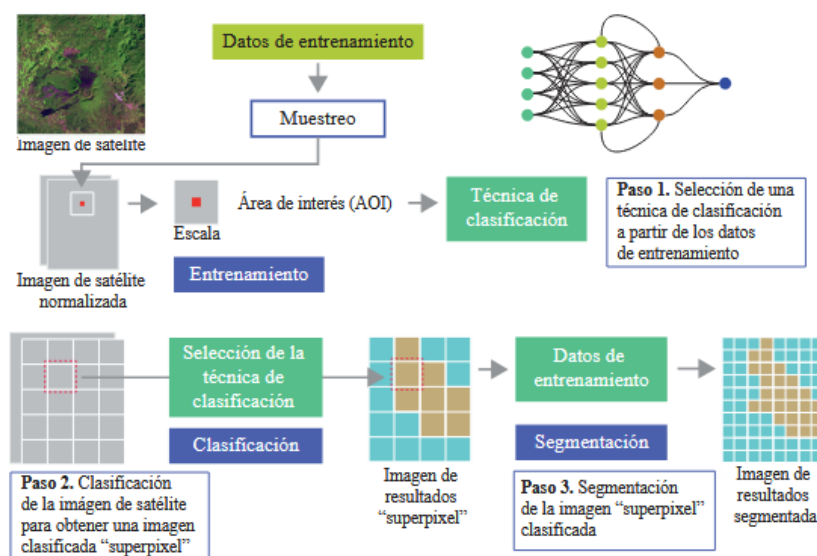 Datos de entrenamiento
Muestreo
Imagen de satélite
Imagen de satélite
normalizada
Escala
Área de interés (AOI)
Entrenamiento
Técnica de
clasificación
Paso 1. Selección de una
técnica de clasificación
a partir de los datos
de entrenamiento
Selección de la
técnica de
clasificación
Clasificación
Paso 2. Clasificación
de la imágen de satélite
para obtener una imagen
clasificada “superpixel”
Imagen de
resultados
“superpixel”
Datos de
entrenamiento
Segmentación
Paso 3. Segmentación
de la imagen “superpixel”
clasificada
Imagen de
resultados
segmentada